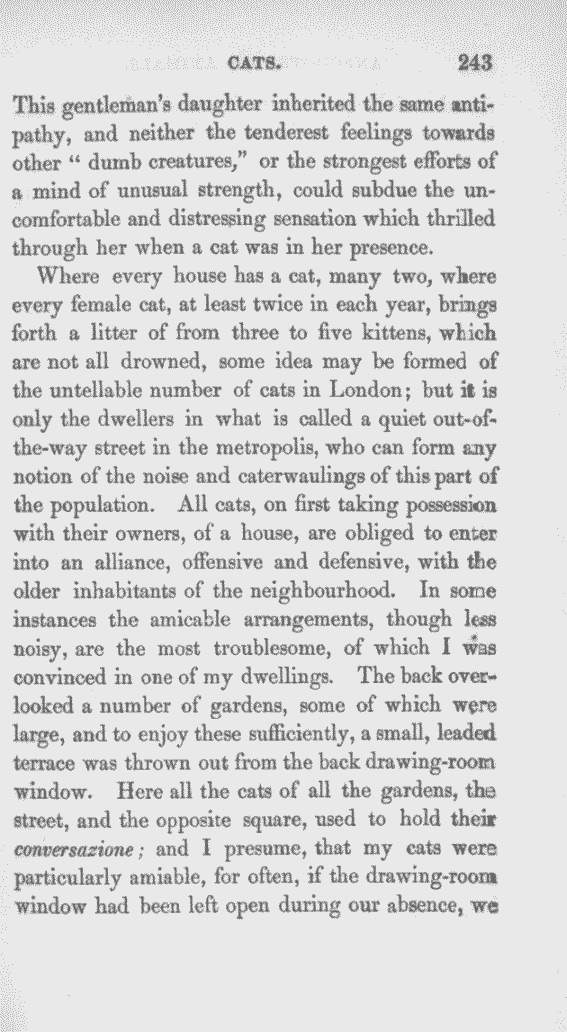 CATS. 243
This gentleman's daughter inherited the same anti-
pathy, and neither the tenderest feelings towards
other " dumb creatures," or the strongest efforts of
a mind of unusual strength, could subdue the un-
comfortable and distressing sensation which thrilled
through her when a cat was in her presence.
Where every house has a cat, many two, where
every female cat, at least twice in each year, brings
forth a litter of from three to five kittens, which
are not all drowned, some idea may be formed of
the untellable number of cats in London; but it is
only the dwellers in what is called a quiet out-of-
the-way street in the metropolis, who can form any
notion of the noise and caterwaulings of this part of
the population. All cats, on first taking possession
with their owners, of a house, are obliged to enter
into an alliance, offensive and defensive, with the
older inhabitants of the neighbourhood. In some
instances the amicable arrangements, though less
noisy, are the most troublesome, of which I was
convinced in one of my dwellings. The back over-
looked a number of gardens, some of which were
large, and to enjoy these sufficiently, a small, leaded
terrace was thrown out from the back drawing-room
window. Here all the cats of all the gardens, the
street, and the opposite square, used to hold their
conversazione; and I presume, that my cats were
particularly amiable, for often, if the drawing-room
window had been left open during our absence, we